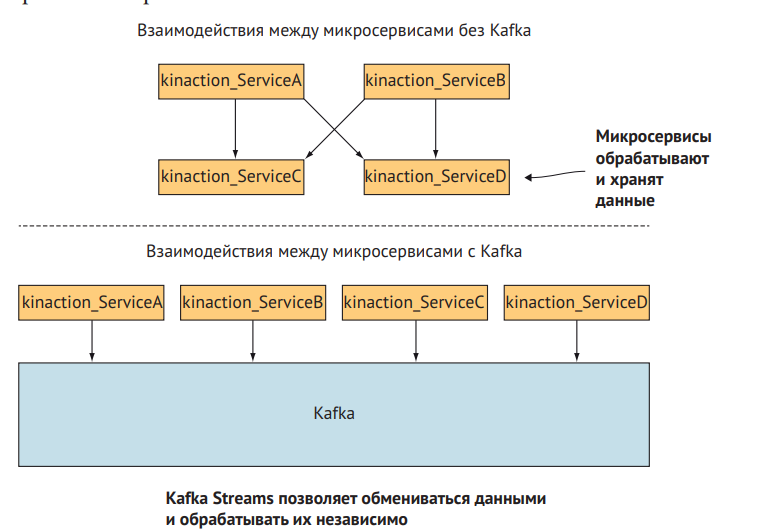 Взаимодействия между микросервисами без Kafka
kinaction_ServiceA
kinaction_ServiceB
kinaction_ServiceC
kinaction_ServiceD
Микросервисы
обрабатывают
и хранят
данные
Взаимодействия между микросервисами с Kafka
kinaction_ServiceA
kinaction_ServiceB
kinaction_ServiceC
kinaction_ServiceD
Kafka
Kafka Streams позволяет обмениваться данными
и обрабатывать их независимо